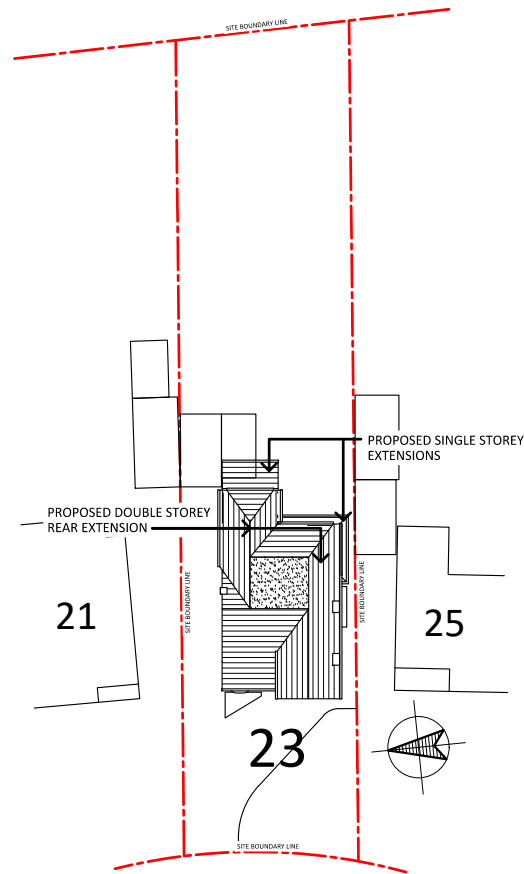 SITE BOUNDARY LINE
PROPOSED SINGLE STOREY
EXTENSIONS
PROPOSED DOUBLE STOREY
REAR EXTENSION
SITE BOUNDARY LINE
SITE BOUNDARY LINE
21
25
23
SITE BOUNDARY LINE